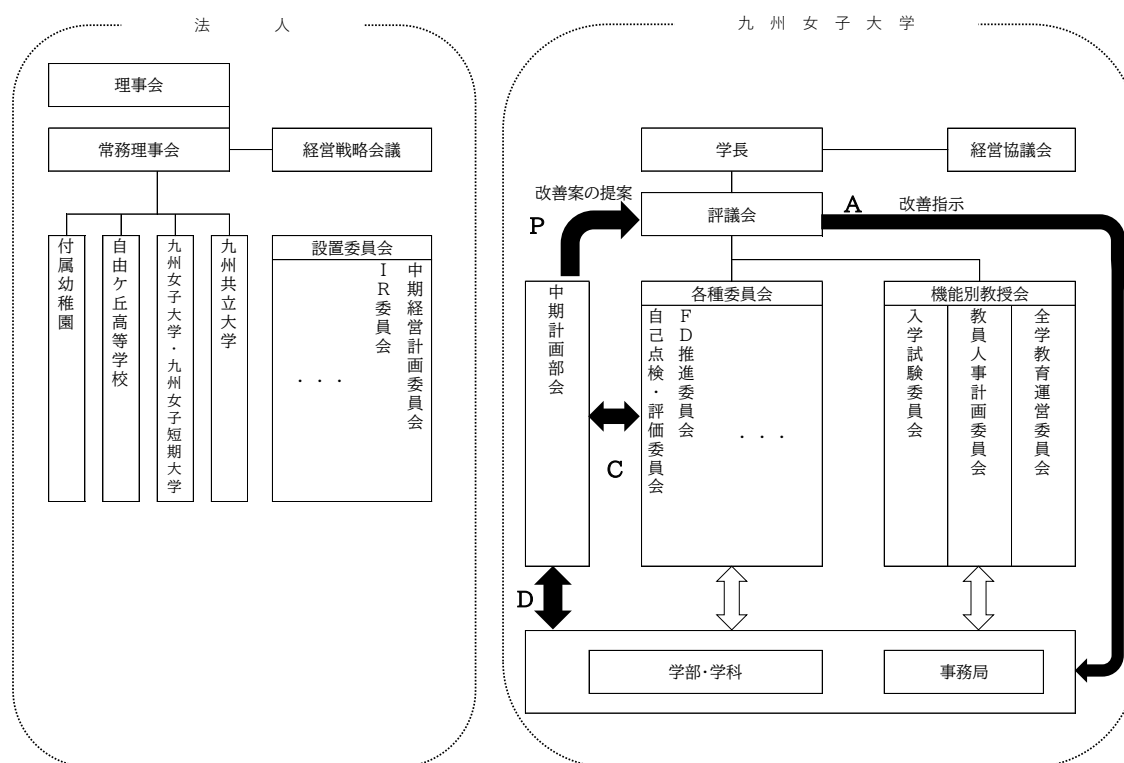 法　　人
理事会
常務理事会
経営戦略会議
付属幼稚園
自由ケ丘高等学校
九州女子大学・九州女子短期大学
九州共立大学
設置委員会
中期経営計画委員会
ＩＲ委員会
・・・
九 州 女 子 大 学
学長
経営協議会
改善案の提案
P
評議会
A
改善指示
中期計画部会
各種委員会
自己点検・評価委員会
ＦＤ推進委員会
・・・
機能別教授会
入学試験委員会
教員人事計画委員会
全学教育運営委員会
C
D
学部・学科
事務局